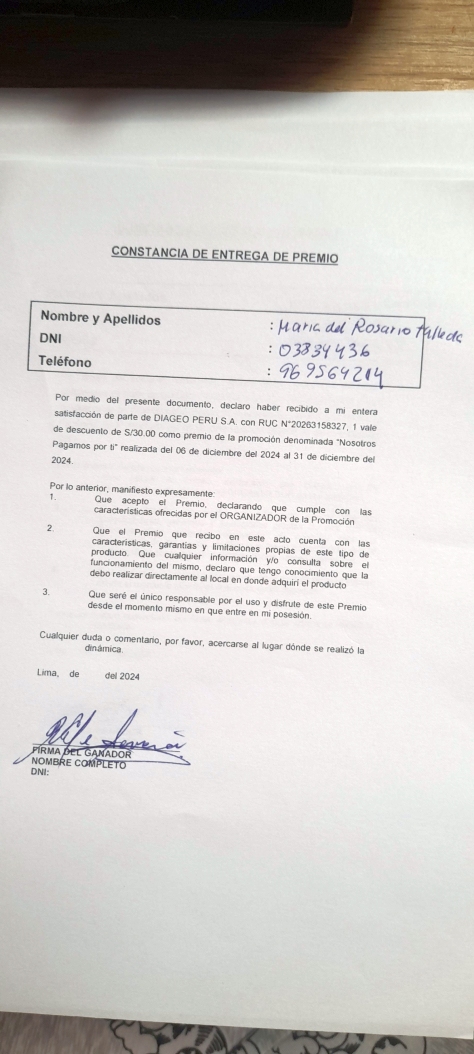 CONSTANCIA DE ENTREGA DE PREMIO
Nombre y Apellidos : Maria del Rosario
DNI : 03834436
Teléfono : 969564214
Por medio del presente documento, declaro haber recibido a mi entera
satisfacción de parte de DIAGEO PERU S.A. con RUC N°20263158327, 1 vale
de descuento de S/30.00 como premio de la promoción denominada "Nosotros
Pagamos por ti" realizada del 06 de diciembre del 2024 al 31 de diciembre del
2024.
Por lo anterior, manifiesto expresamente:
1. Que acepto el Premio, declarando que cumple con las
características ofrecidas por el ORGANIZADOR de la Promoción
2. Que el Premio que recibo en este acto cuenta con las
características, garantías y limitaciones propias de este tipo de
producto. Que cualquier información y/o consulta sobre el
funcionamiento del mismo, declaro que tengo conocimiento que la
debo realizar directamente al local en donde adquirí el producto
3. Que seré el único responsable por el uso y disfrute de este Premio
desde el momento mismo en que entre en mi posesión.
Cualquier duda o comentario, por favor, acercarse al lugar dónde se realizó la
dinámica.
Lima, de del 2024
FIRMA DEL GANADOR
NOMBRE COMPLETO
DNI: